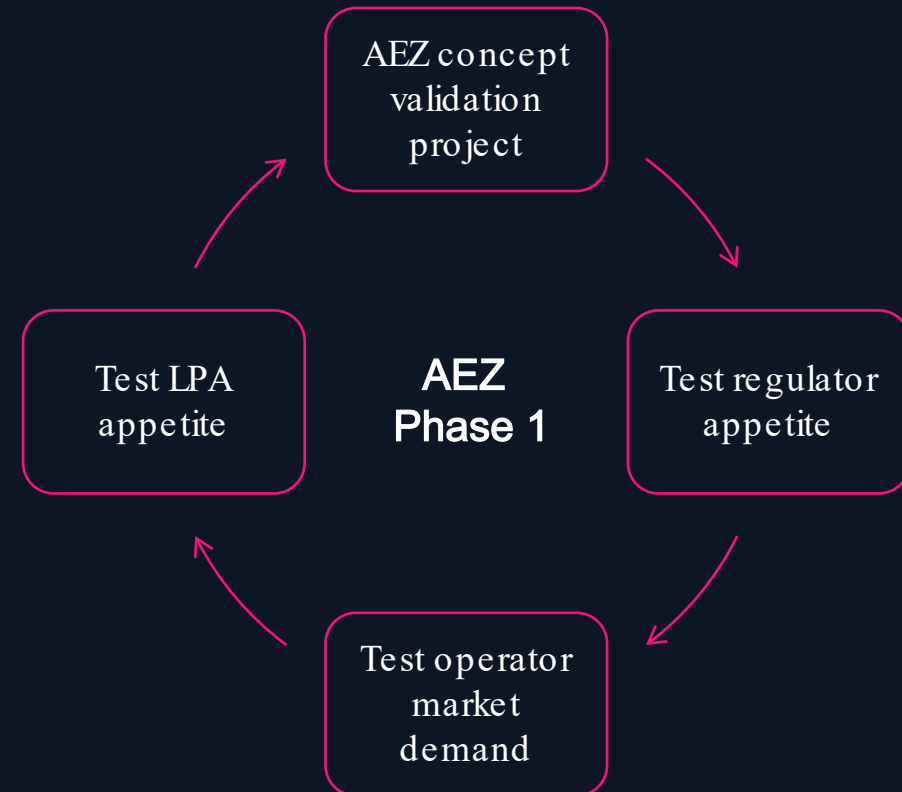 AEZ concept
validation
project
Test LPA
appetite
AEZ
Phase 1
Test regulator
appetite
Test operator
market
demand